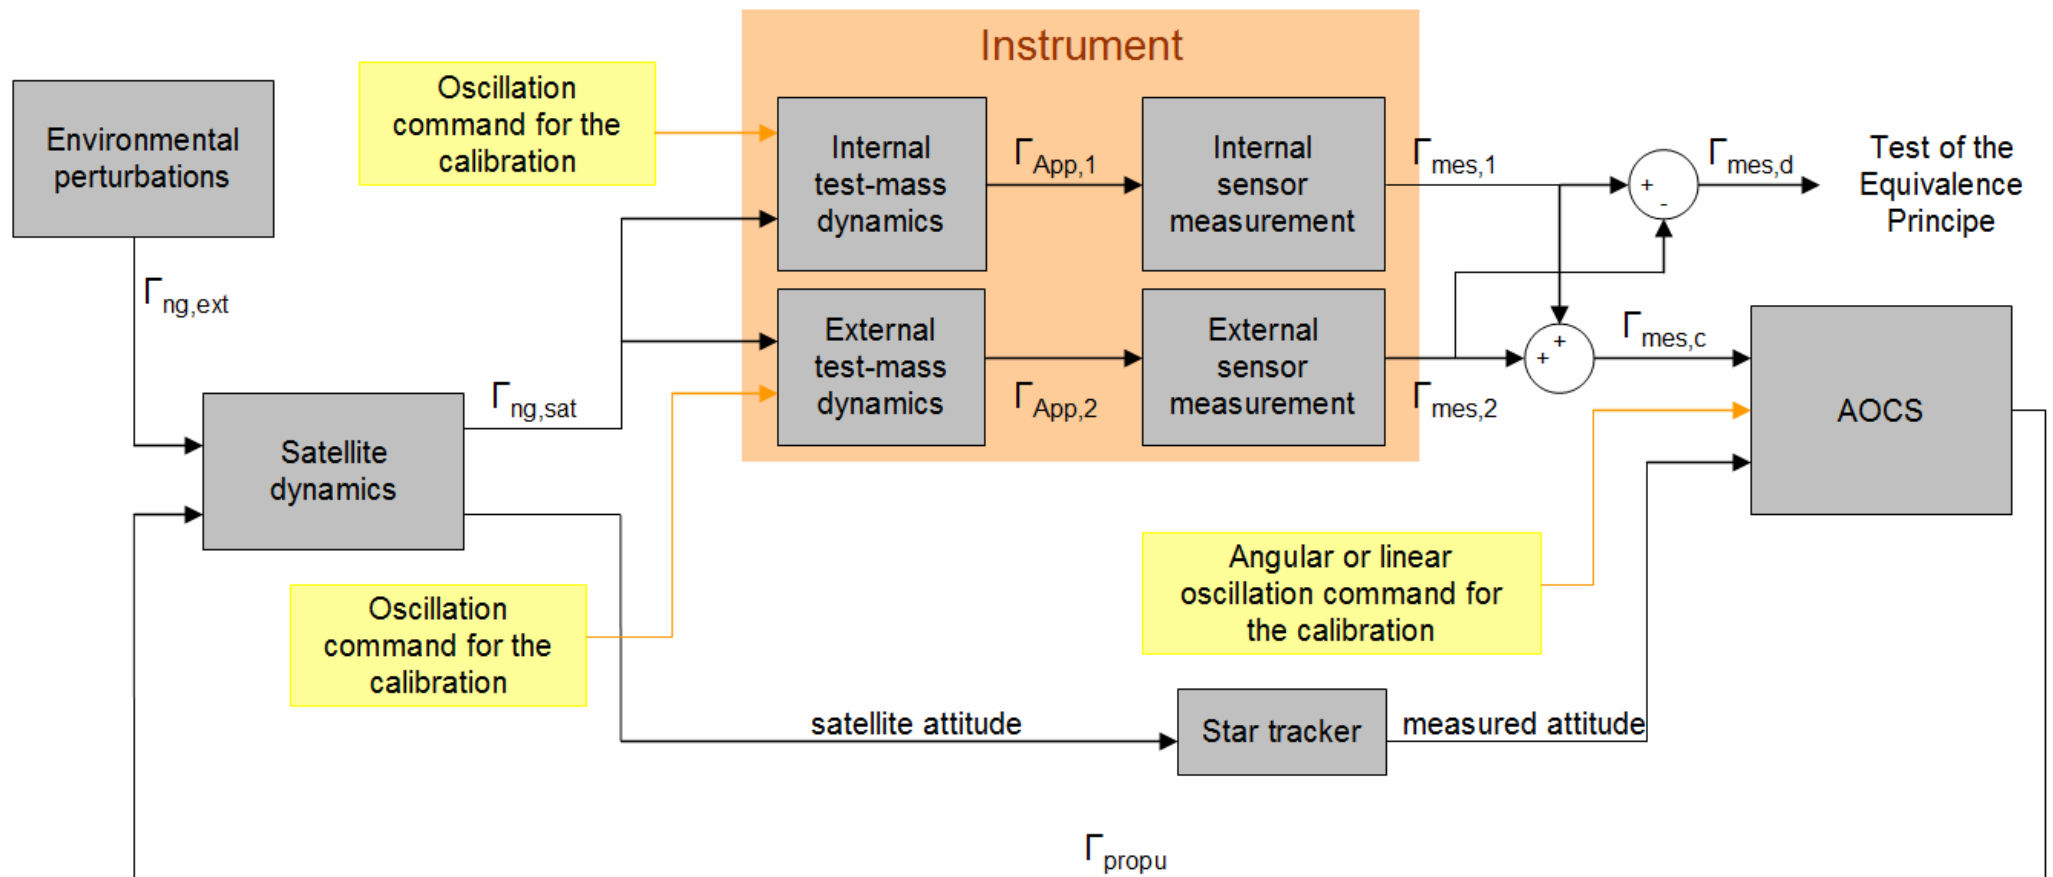 Instrument
Environmental
perturbations
Oscillation
command for the
calibration
Internal
test-mass
dynamics
ΓApp,1
Internal
sensor
measurement
Γmes,1
+
-
Γmes,d
Test of the
Equivalence
Principe
Γng,ext
External
test-mass
dynamics
ΓApp,2
External
sensor
measurement
Γmes,2
+
+
Γmes,c
AOCS
Γng,sat
Satellite
dynamics
Oscillation
command for the
calibration
Angular or linear
oscillation command for
the calibration
satellite attitude
Star tracker
measured attitude
Γpropu